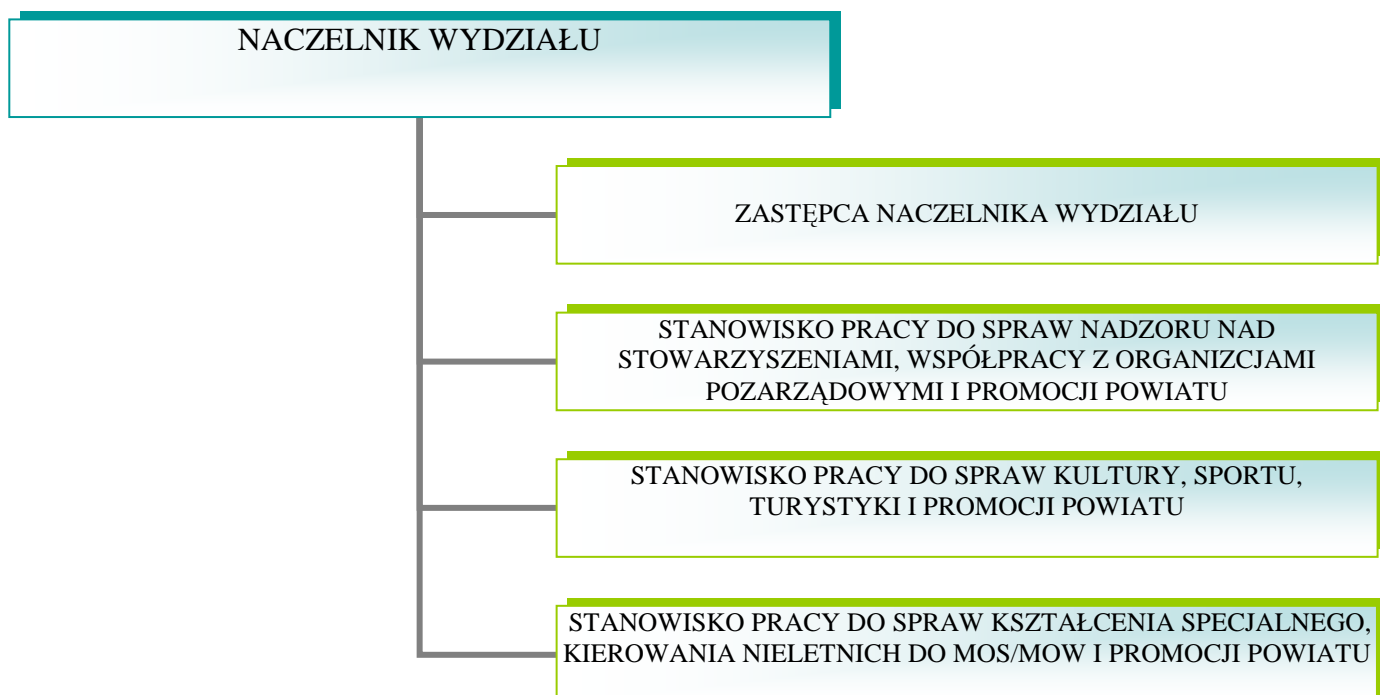 NACZELNIK WYDZIAŁU
ZASTĘPCA NACZELNIKA WYDZIAŁU
STANOWISKO PRACY DO SPRAW NADZORU NAD
STOWARZYSZENIAMI, WSPÓŁPRACY Z ORGANIZCJAMI
POZARZĄDOWYMI I PROMOCJI POWIATU
STANOWISKO PRACY DO SPRAW KULTURY, SPORTU,
TURYSTYKI I PROMOCJI POWIATU
STANOWISKO PRACY DO SPRAW KSZTAŁCENIA SPECJALNEGO,
KIEROWANIA NIELETNICH DO MOS/MOW I PROMOCJI POWIATU